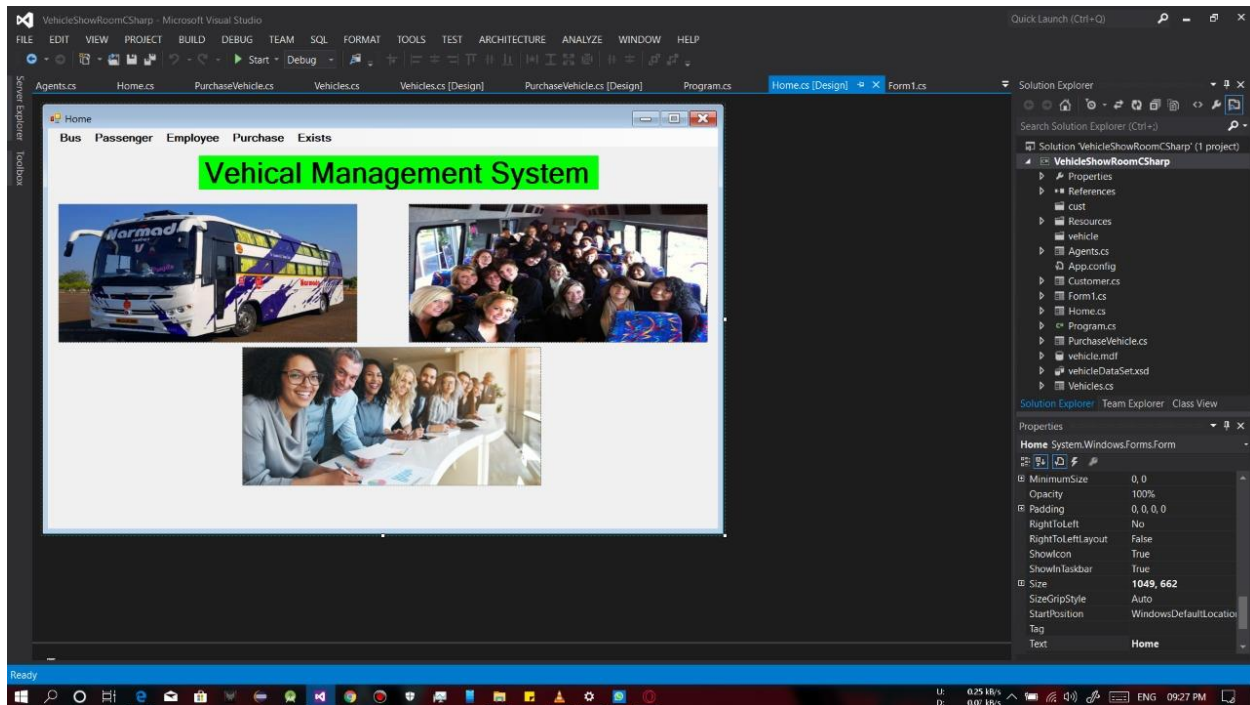 VehicleShowRoomCSharp - Microsoft Visual Studio
Quick Launch (Ctrl+Q)
FILE EDIT VIEW PROJECT BUILD DEBUG TEAM SQL FORMAT TOOLS TEST ARCHITECTURE ANALYZE WINDOW HELP
Start Debug
Server Explorer
Toolbox
Agents.cs Home.cs PurchaseVehicle.cs Vehicles.cs Vehicles.cs [Design] PurchaseVehicle.cs [Design] Program.cs Home.cs [Design] Form1.cs
Home
Bus Passenger Employee Purchase Exists
Vehical Management System
Narmada
Solution Explorer
Search Solution Explorer (Ctrl+;)
Solution 'VehicleShowRoomCSharp' (1 project)
VehicleShowRoomCSharp
Properties
References
cust
Resources
vehicle
Agents.cs
App.config
Customer.cs
Form1.cs
Home.cs
Program.cs
PurchaseVehicle.cs
vehicle.mdf
vehicleDataSet.xsd
Vehicles.cs
Solution Explorer Team Explorer Class View
Properties
Home System.Windows.Forms.Form
MinimumSize 0, 0
Opacity 100%
Padding 0, 0, 0, 0
RightToLeft No
RightToLeftLayout False
ShowIcon True
ShowInTaskbar True
Size 1049, 662
SizeGripStyle Auto
StartPosition WindowsDefaultLocation
Tag
Text Home
Ready
U: 0.25 kB/s
D: 0.07 kB/s
ENG 09:27 PM